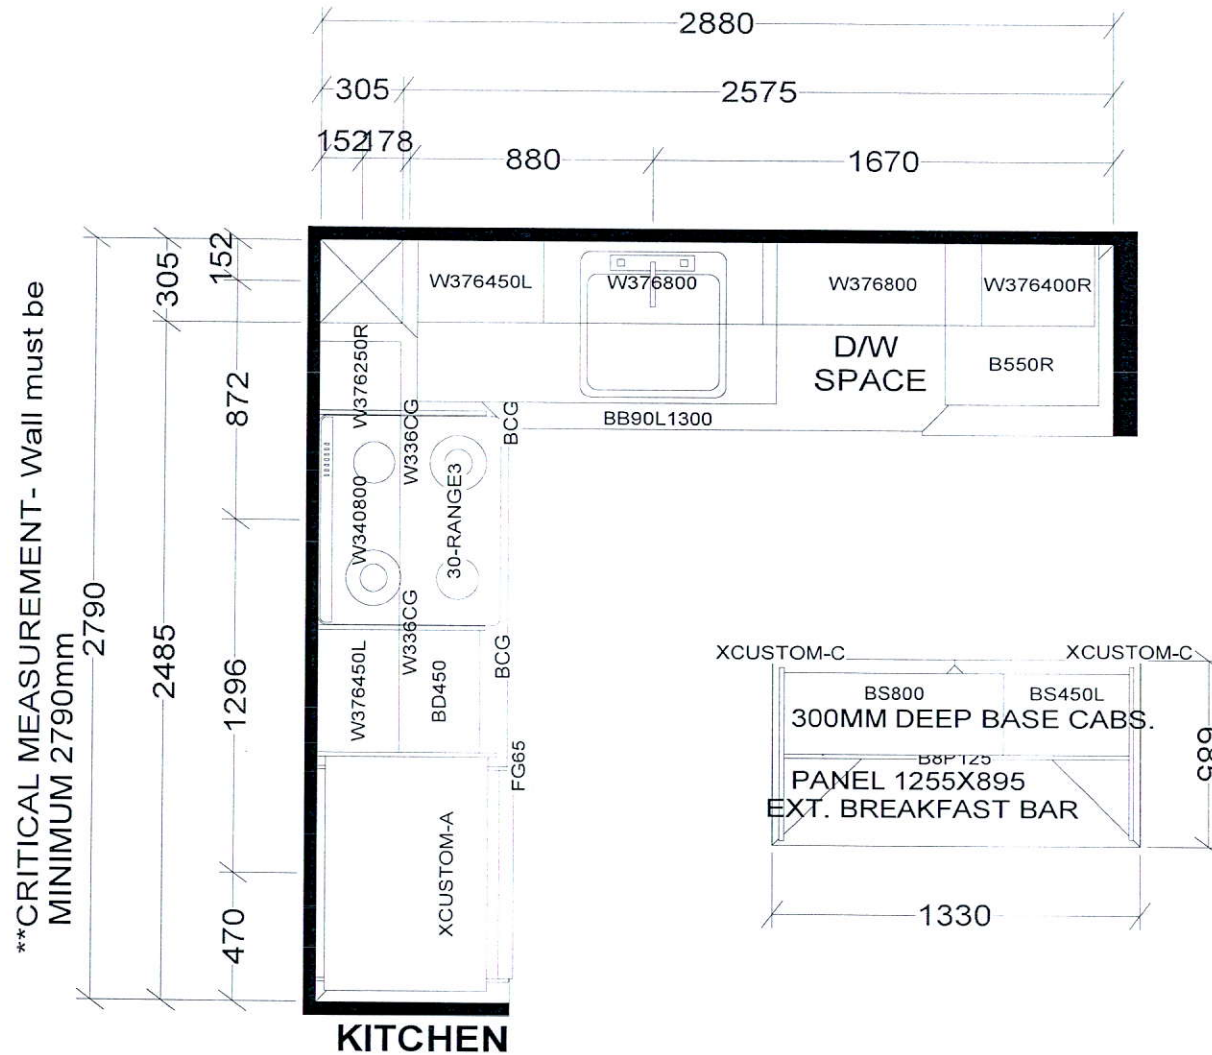 2880
305
2575
152
178
880
1670
152
305
872
2790
2485
1296
470
**CRITICAL MEASUREMENT- Wall must be
MINIMUM 2790mm
W376450L
W376800
W376800
W376400R
D/W
SPACE
B550R
BB90L1300
W376250R
W336CG
BCG
W340800
30-RANGE3
W336CG
BCG
W376450L
BD450
FG65
XCUSTOM-A
XCUSTOM-C
XCUSTOM-C
BS800
BS450L
300MM DEEP BASE CABS.
B8P125
PANEL 1255X895
EXT. BREAKFAST BAR
685
1330
KITCHEN